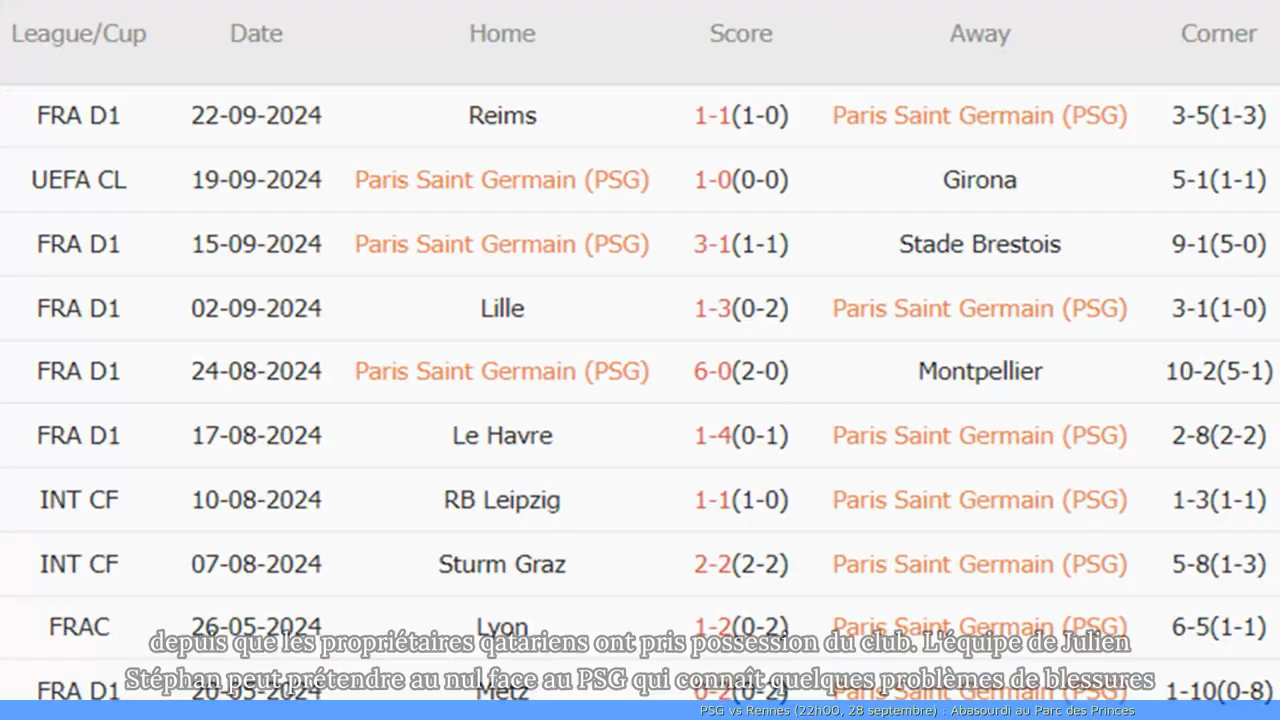 League/Cup Date Home Score Away Corner
FRA D1 22-09-2024 Reims 1-1(1-0) Paris Saint Germain (PSG) 3-5(1-3)
UEFA CL 19-09-2024 Paris Saint Germain (PSG) 1-0(0-0) Girona 5-1(1-1)
FRA D1 15-09-2024 Paris Saint Germain (PSG) 3-1(1-1) Stade Brestois 9-1(5-0)
FRA D1 02-09-2024 Lille 1-3(0-2) Paris Saint Germain (PSG) 3-1(1-0)
FRA D1 24-08-2024 Paris Saint Germain (PSG) 6-0(2-0) Montpellier 10-2(5-1)
FRA D1 17-08-2024 Le Havre 1-4(0-1) Paris Saint Germain (PSG) 2-8(2-2)
INT CF 10-08-2024 RB Leipzig 1-1(1-0) Paris Saint Germain (PSG) 1-3(1-1)
INT CF 07-08-2024 Sturm Graz 2-2(2-2) Paris Saint Germain (PSG) 5-8(1-3)
FRAC 26-05-2024 Lyon 1-2(0-2) Paris Saint Germain (PSG) 6-5(1-1)
depuis que les propriétaires qatariens ont pris possession du club. L'équipe de Julien
Stéphan peut prétendre au nul face au PSG qui connaît quelques problèmes de blessures
FRA D1 20-05-2024 Metz 0-2(0-2) Paris Saint Germain (PSG) 1-10(0-8)
PSG vs Rennes (22h00, 28 septembre) : Abasourdi au Parc des Princes